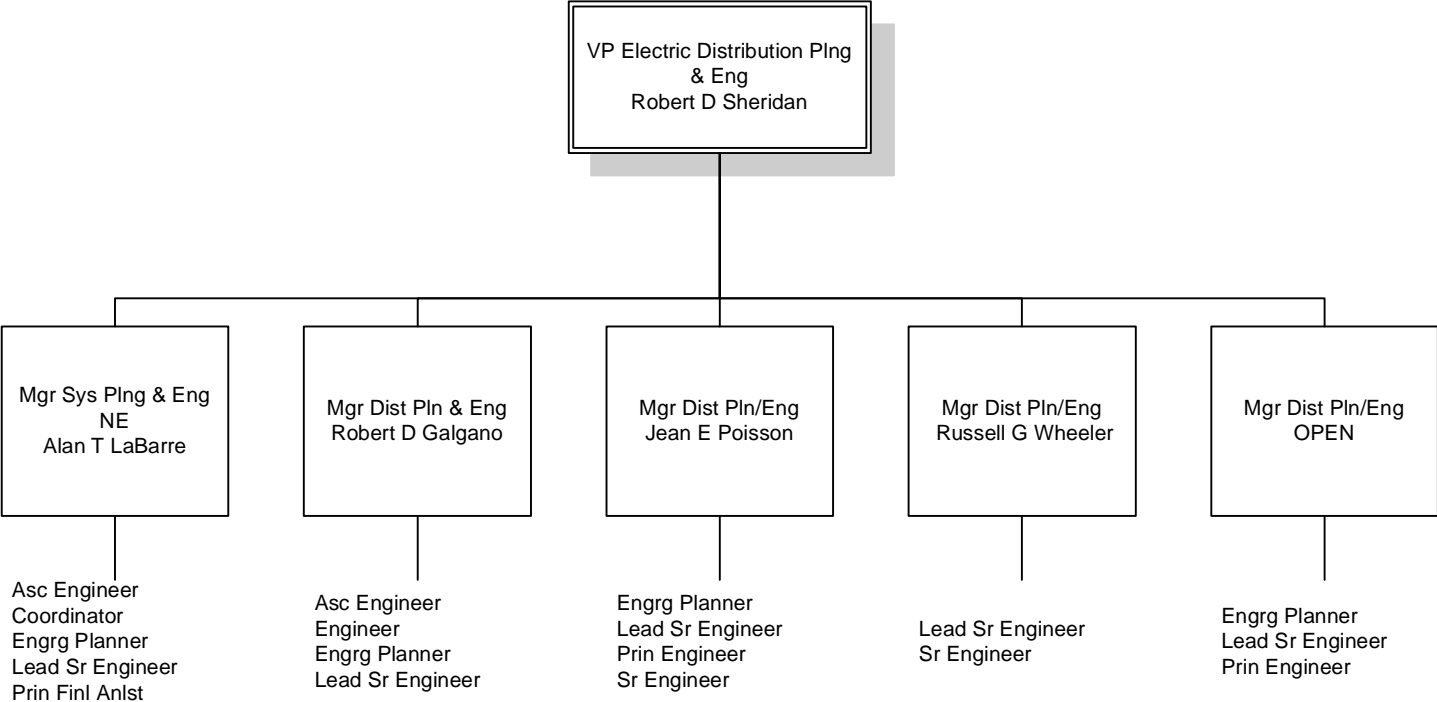 VP Electric Distribution Plng
& Eng
Robert D Sheridan
Mgr Sys Plng & Eng
NE
Alan T LaBarre
Mgr Dist Pln & Eng
Robert D Galgano
Mgr Dist Pln/Eng
Jean E Poisson
Mgr Dist Pln/Eng
Russell G Wheeler
Mgr Dist Pln/Eng
OPEN
Asc Engineer
Coordinator
Engrg Planner
Lead Sr Engineer
Prin Finl Anlst
Asc Engineer
Engineer
Engrg Planner
Lead Sr Engineer
Engrg Planner
Lead Sr Engineer
Prin Engineer
Sr Engineer
Lead Sr Engineer
Sr Engineer
Engrg Planner
Lead Sr Engineer
Prin Engineer